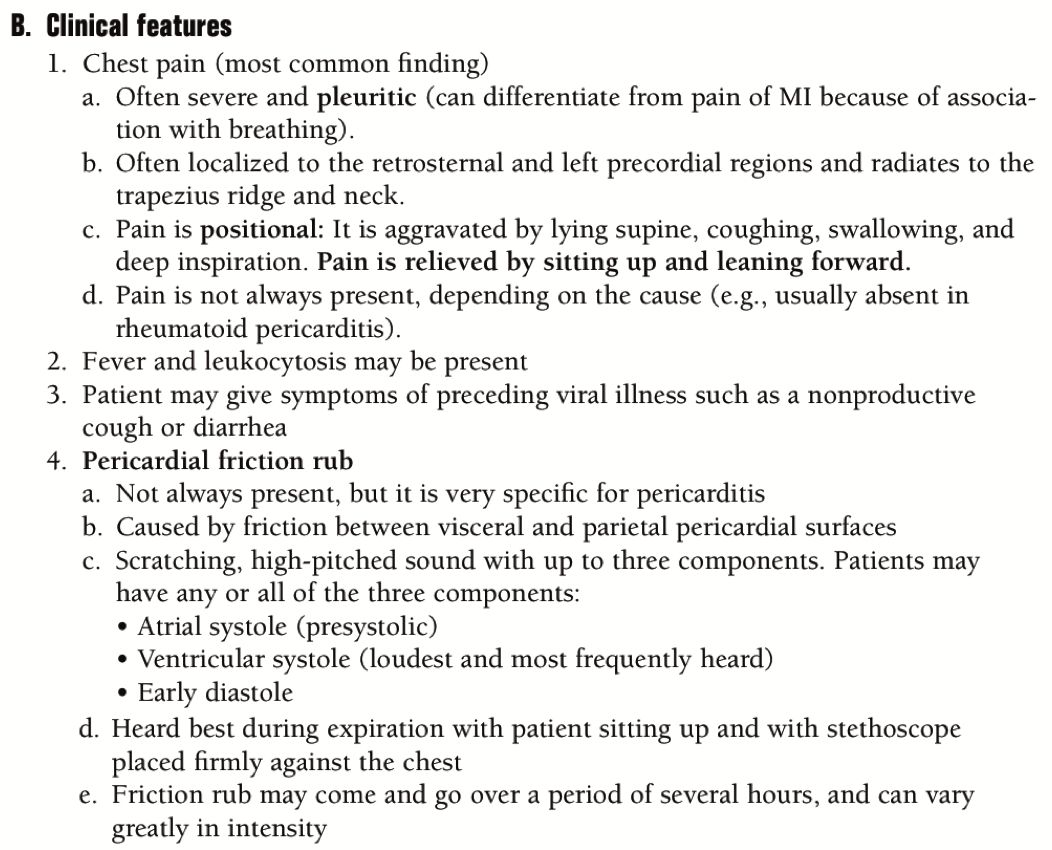 B. Clinical features
1. Chest pain (most common finding)
a. Often severe and pleuritic (can differentiate from pain of MI because of associa-
tion with breathing).
b. Often localized to the retrosternal and left precordial regions and radiates to the
trapezius ridge and neck.
c. Pain is positional: It is aggravated by lying supine, coughing, swallowing, and
deep inspiration. Pain is relieved by sitting up and leaning forward.
d. Pain is not always present, depending on the cause (e.g., usually absent in
rheumatoid pericarditis).
2. Fever and leukocytosis may be present
3. Patient may give symptoms of preceding viral illness such as a nonproductive
cough or diarrhea
4. Pericardial friction rub
a. Not always present, but it is very specific for pericarditis
b. Caused by friction between visceral and parietal pericardial surfaces
c. Scratching, high-pitched sound with up to three components. Patients may
have any or all of the three components:
• Atrial systole (presystolic)
• Ventricular systole (loudest and most frequently heard)
• Early diastole
d. Heard best during expiration with patient sitting up and with stethoscope
placed firmly against the chest
e. Friction rub may come and go over a period of several hours, and can vary
greatly in intensity